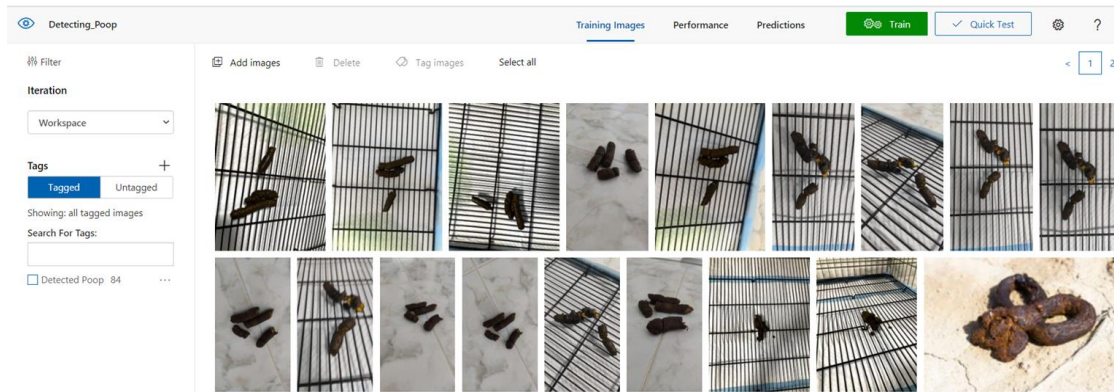 Detecting_Poop
Training Images
Performance
Predictions
Train
Quick Test
?
Filter
Add images
Delete
Tag images
Select all
<
1
2
Iteration
Workspace
Tags
Tagged
Untagged
Showing: all tagged images
Search For Tags:
Detected Poop 84